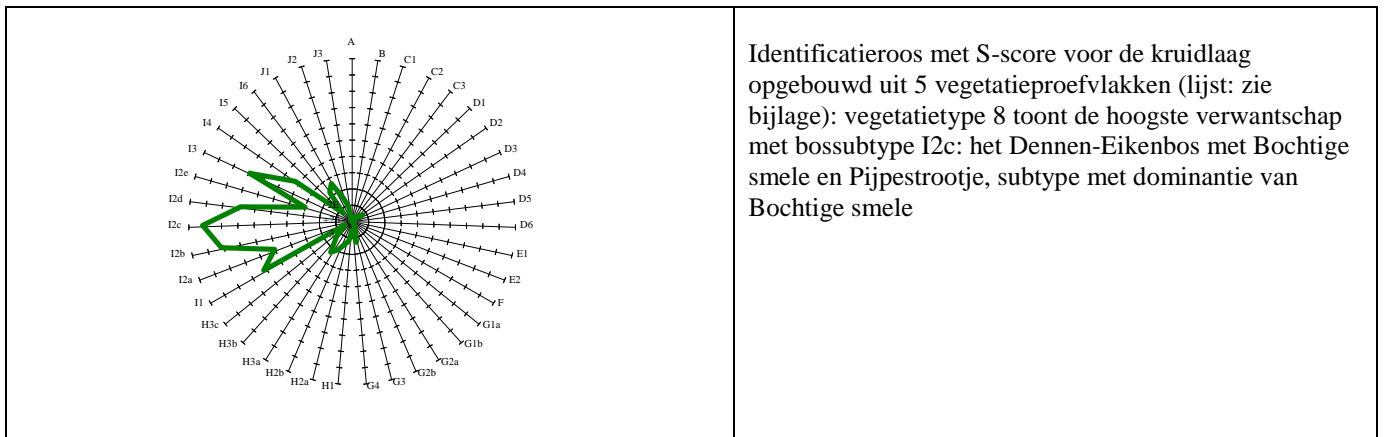 A
B
C1
C2
C3
D1
D2
D3
D4
D5
D6
E1
E2
F
G1a
G1b
G2a
G2b
G3
G4
H1
H2a
H2b
H3a
H3b
H3c
I1
I2a
I2b
I2c
I2d
I2e
I3
I4
I5
I6
J1
J2
J3
Identificatieroos met S-score voor de kruidlaag
opgebouwd uit 5 vegetatieproefvlakken (lijst: zie
bijlage): vegetatietype 8 toont de hoogste verwantschap
met bossubtype I2c: het Dennen-Eikenbos met Bochtige
smele en Pijpestrootje, subtype met dominantie van
Bochtige smele